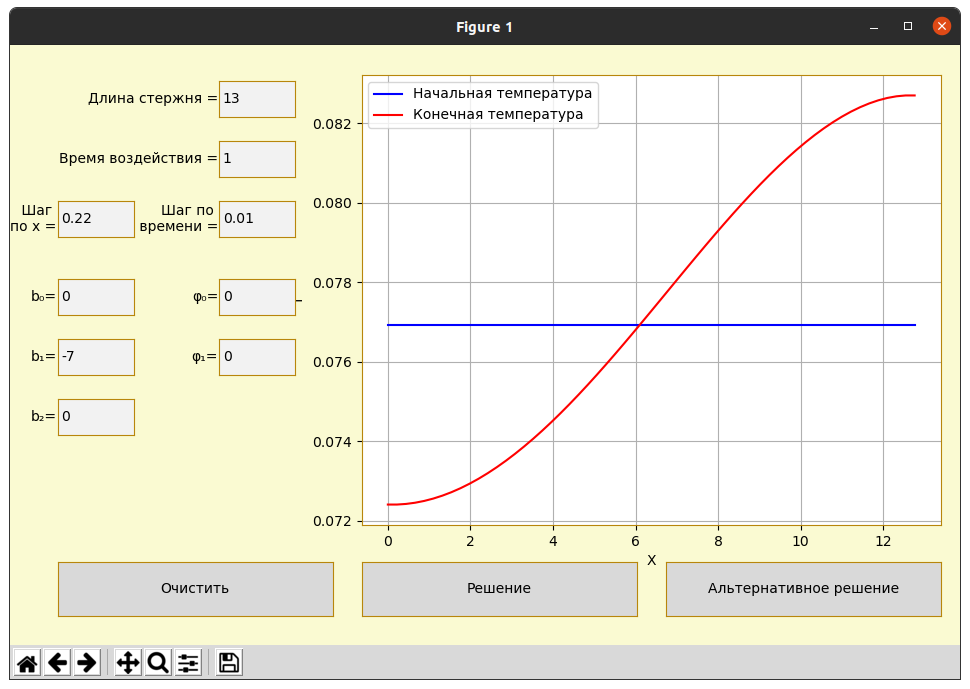 Figure 1
Длина стержня = 13
Время воздействия = 1
Шаг
по x = 0.22
Шаг по
времени = 0.01
b₀= 0
φ₀= 0
b₁= -7
φ₁= 0
b₂= 0
Начальная температура
Конечная температура
0.082
0.080
0.078
0.076
0.074
0.072
0 2 4 6 8 10 12
X
Очистить
Решение
Альтернативное решение